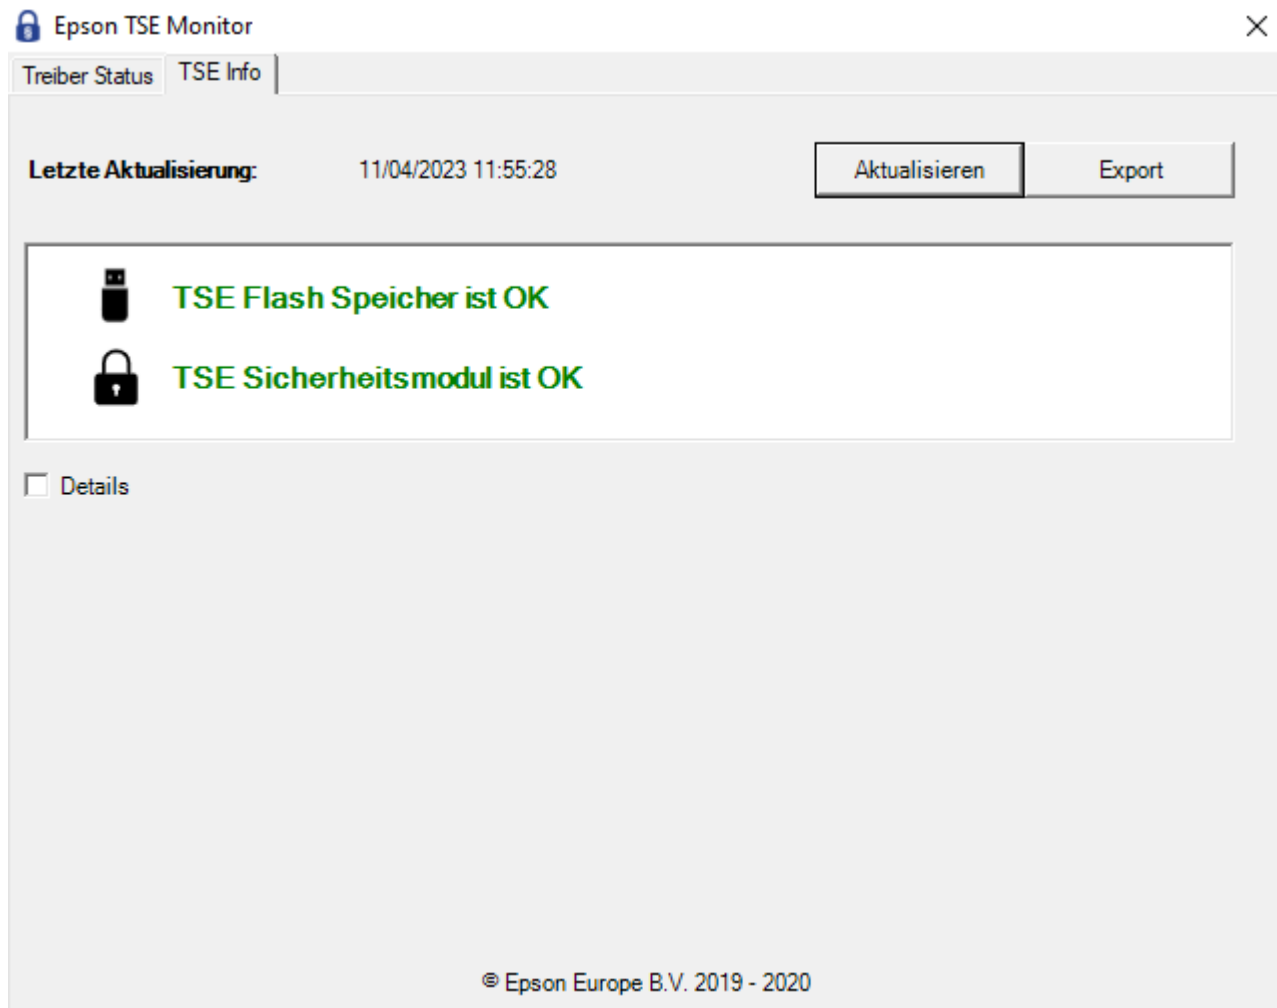 Epson TSE Monitor
Treiber Status TSE Info
Letzte Aktualisierung: 11/04/2023 11:55:28 Aktualisieren Export
TSE Flash Speicher ist OK
TSE Sicherheitsmodul ist OK
Details
© Epson Europe B.V. 2019 - 2020